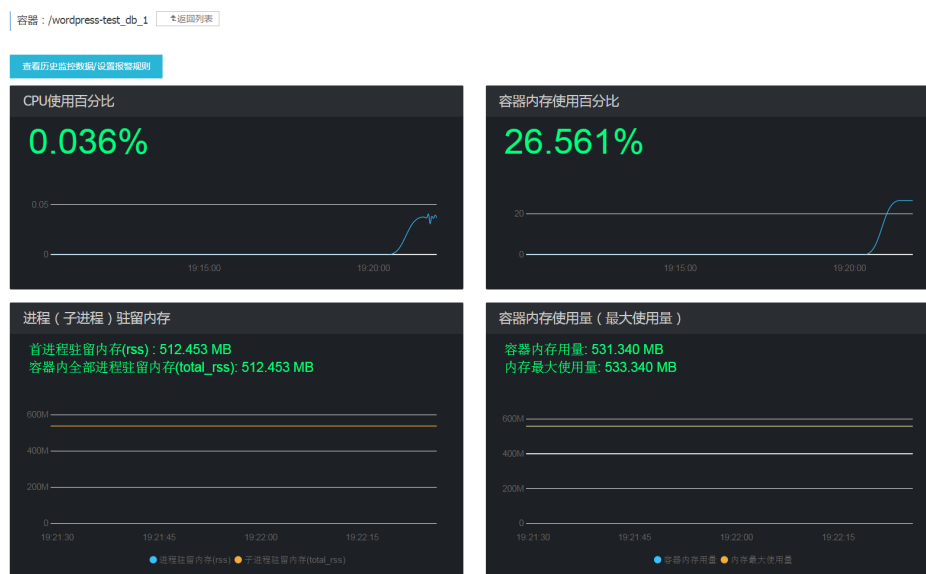 容器：/wordpress-test_db_1 返回列表
查看历史监控数据/设置报警规则
CPU使用百分比
0.036%
0.05
0
19:15:00 19:20:00
容器内存使用百分比
26.561%
20
0
19:15:00 19:20:00
进程（子进程）驻留内存
首进程驻留内存(rss) : 512.453 MB
容器内全部进程驻留内存(total_rss): 512.453 MB
600M
400M
200M
0
19:21:30 19:21:45 19:22:00 19:22:15
进程驻留内存(rss) 子进程驻留内存(total_rss)
容器内存使用量（最大使用量）
容器内存用量: 531.340 MB
内存最大使用量: 533.340 MB
600M
400M
200M
0
19:21:30 19:21:45 19:22:00 19:22:15
容器内存用量 内存最大使用量